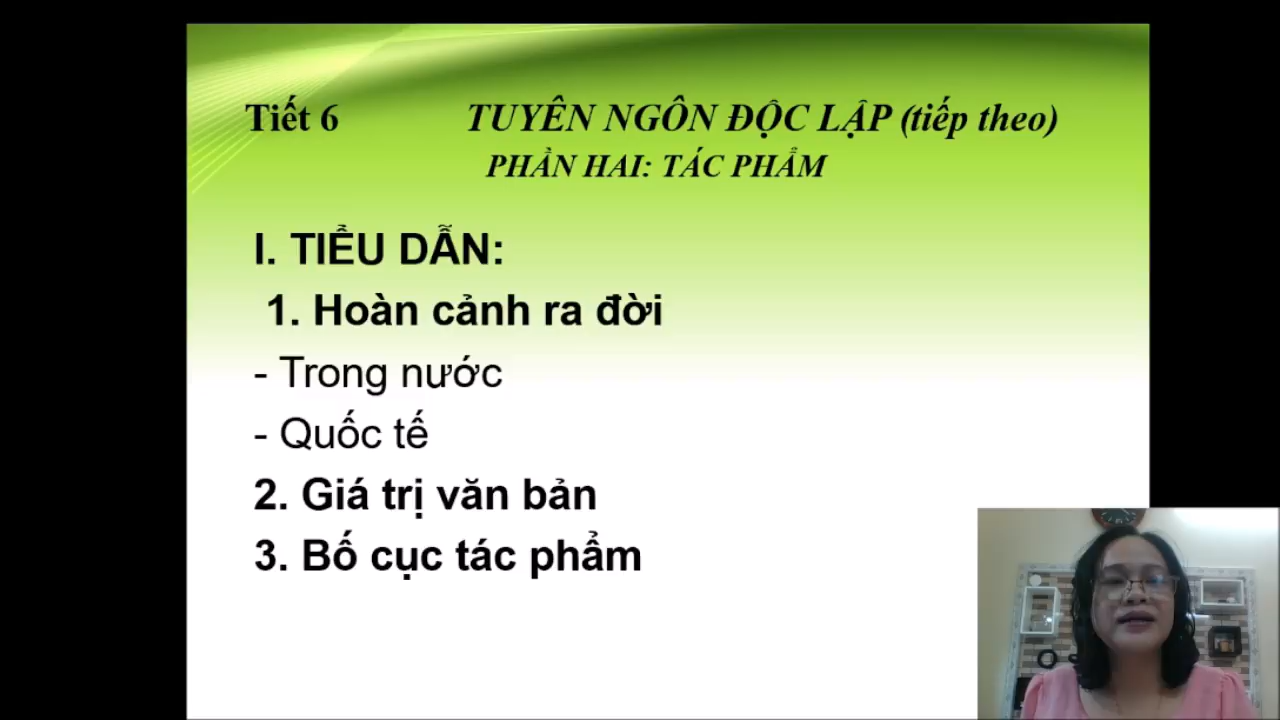 Tiết 6 TUYÊN NGÔN ĐỘC LẬP (tiếp theo)
PHẦN HAI: TÁC PHẨM
I. TIỂU DẪN:
1. Hoàn cảnh ra đời
- Trong nước
- Quốc tế
2. Giá trị văn bản
3. Bố cục tác phẩm